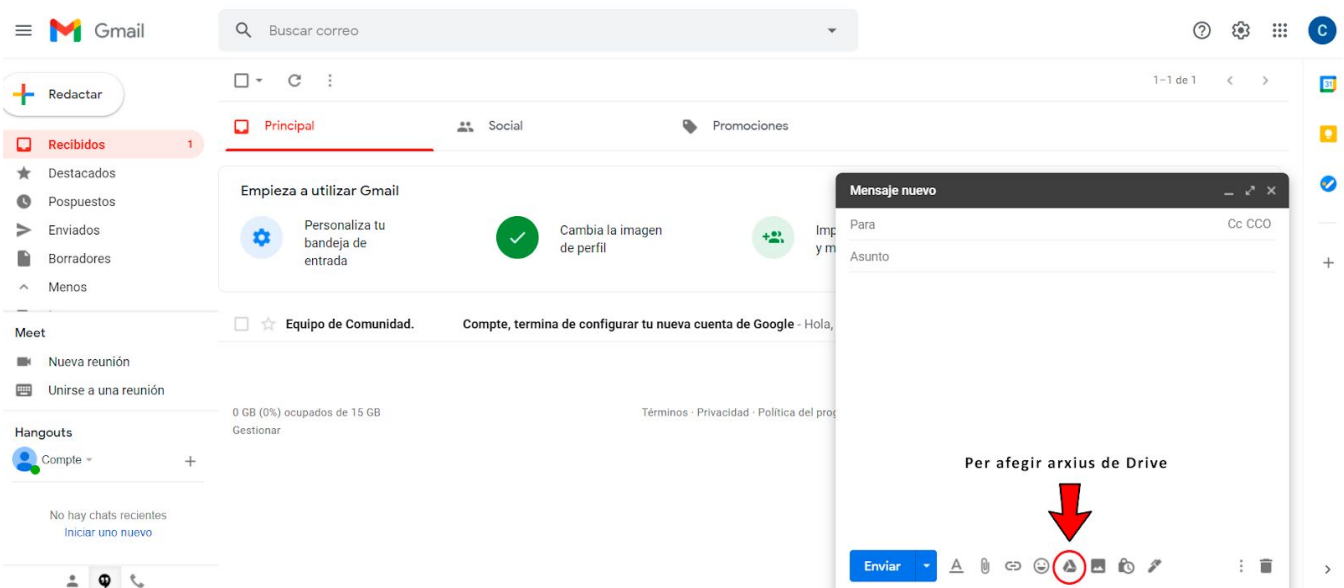 Gmail
Buscar correo
C
Redactar
1–1 de 1
31
Principal
Social
Promociones
Recibidos 1
Destacados
Pospuestos
Enviados
Borradores
Menos
Empieza a utilizar Gmail
Personaliza tu
bandeja de
entrada
Cambia la imagen
de perfil
Imp
y m
Equipo de Comunidad. Compte, termina de configurar tu nueva cuenta de Google - Hola,
Meet
Nueva reunión
Unirse a una reunión
0 GB (0%) ocupados de 15 GB
Gestionar
Términos · Privacidad · Política del prog
Hangouts
Compte
No hay chats recientes
Iniciar uno nuevo
Mensaje nuevo
Para Cc CCO
Asunto
Per afegir arxius de Drive
Enviar